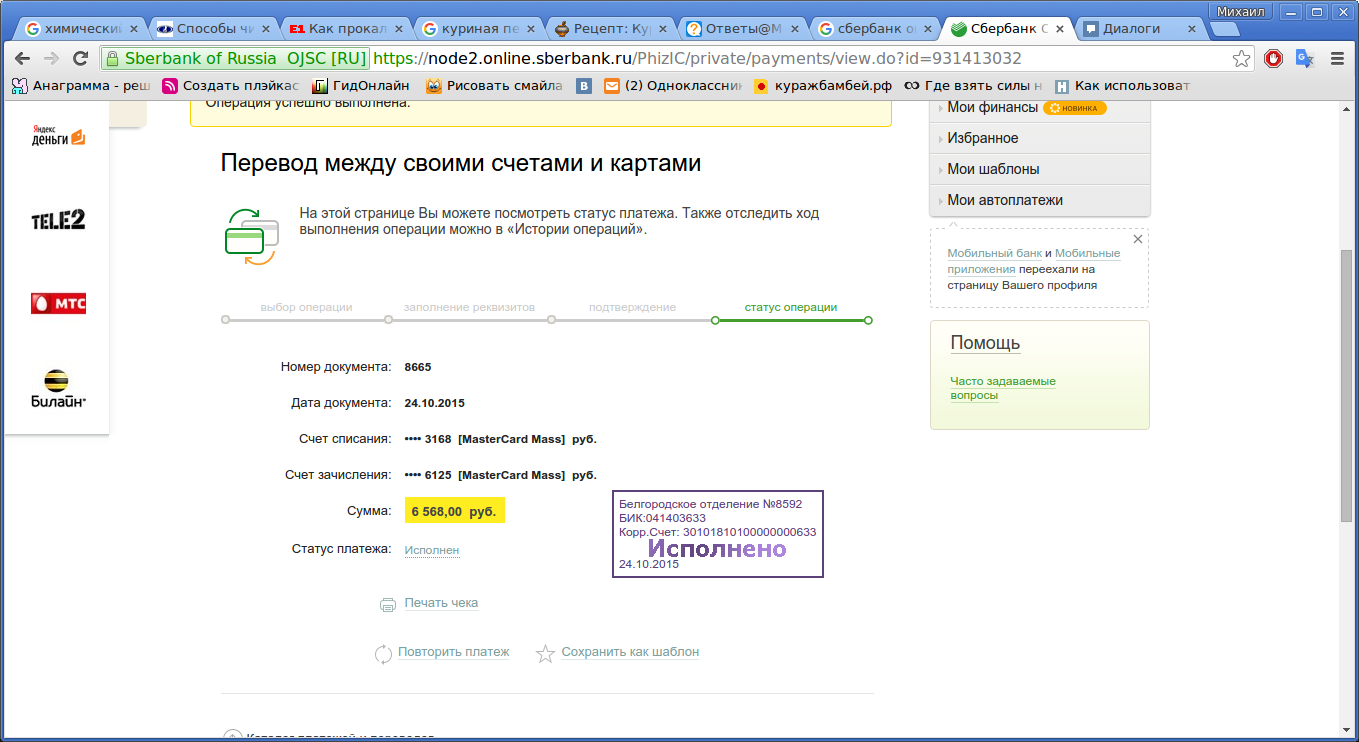 Михаил
химический
Способы чи
E1 Как прокал
куриная пе
Рецепт: Ку
Ответы@М
сбербанк о
Сбербанк О
Диалоги
Sberbank of Russia OJSC [RU] https://node2.online.sberbank.ru/PhizIC/private/payments/view.do?id=931413032
Анаграмма - реш
Создать плэйкас
ГидОнлайн
Рисовать смайла
(2) Одноклассник
куражбамбей.рф
Где взять силы н
Как использоват
Операция успешно выполнена.
Яндекс
деньги
TELE2
МТС
Билайн
Перевод между своими счетами и картами
На этой странице Вы можете посмотреть статус платежа. Также отследить ход
выполнения операции можно в «Истории операций».
выбор операции
заполнение реквизитов
подтверждение
статус операции
Номер документа: 8665
Дата документа: 24.10.2015
Счет списания: •••• 3168 [MasterCard Mass] руб.
Счет зачисления: •••• 6125 [MasterCard Mass] руб.
Сумма: 6 568,00 руб.
Статус платежа: Исполнен
Белгородское отделение №8592
БИК:041403633
Корр.Счет: 30101810100000000633
Исполнено
24.10.2015
Печать чека
Повторить платеж
Сохранить как шаблон
Каталог платежей и переводов
Мои финансы НОВИНКА
Избранное
Мои шаблоны
Мои автоплатежи
Мобильный банк и Мобильные
приложения переехали на
страницу Вашего профиля
Помощь
Часто задаваемые
вопросы